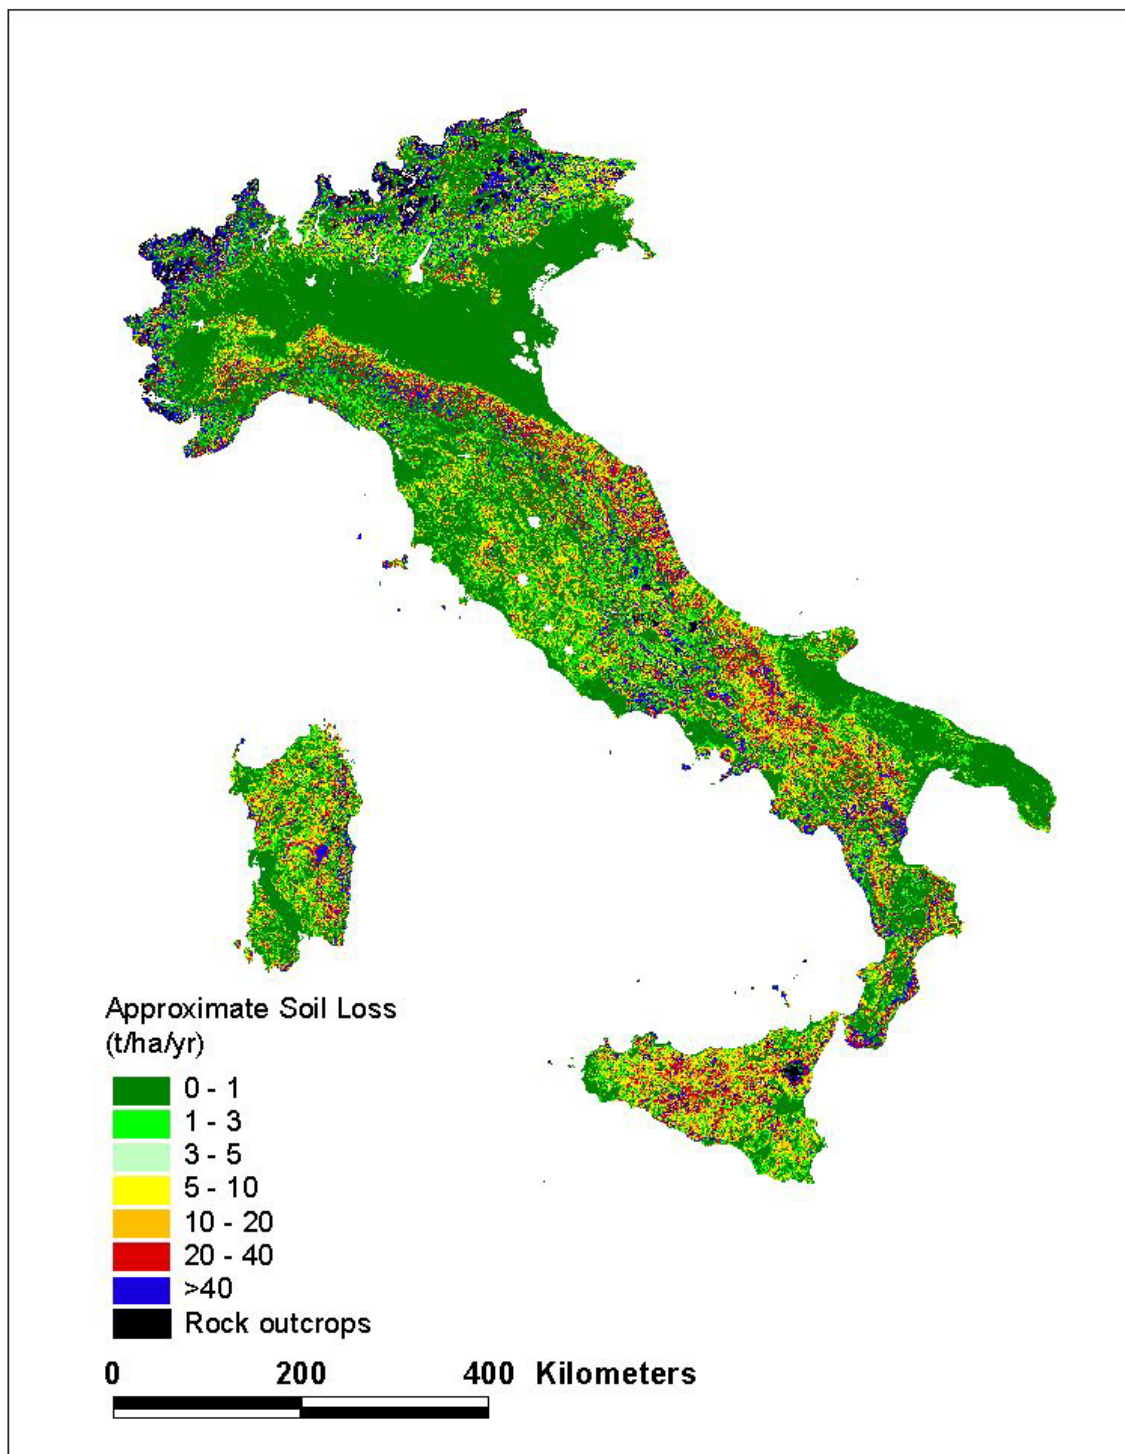 Approximate Soil Loss
(t/ha/yr)
0 - 1
1 - 3
3 - 5
5 - 10
10 - 20
20 - 40
>40
Rock outcrops
0 200 400 Kilometers